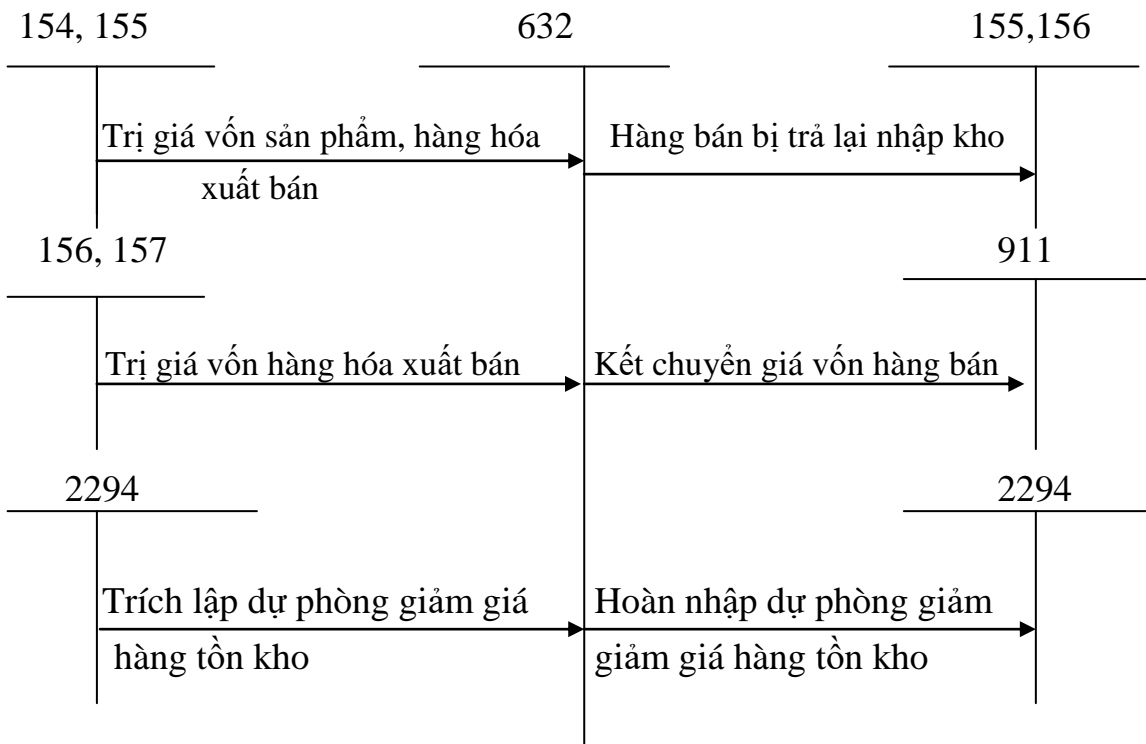 154, 155
632
155,156
Trị giá vốn sản phẩm, hàng hóa
xuất bán
Hàng bán bị trả lại nhập kho
156, 157
911
Trị giá vốn hàng hóa xuất bán
Kết chuyển giá vốn hàng bán
2294
2294
Trích lập dự phòng giảm giá
hàng tồn kho
Hoàn nhập dự phòng giảm
giảm giá hàng tồn kho